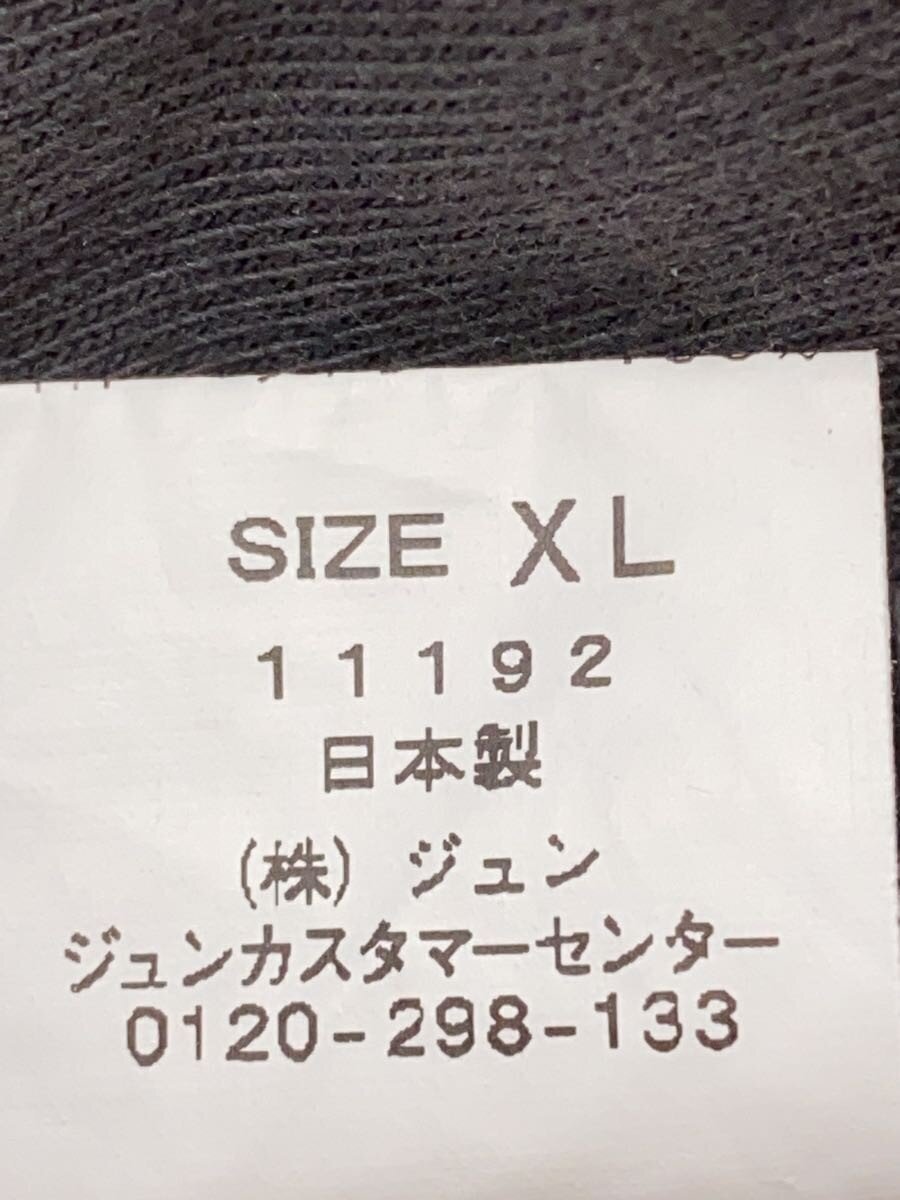 SIZE XL
11192
日本製
(株) ジュン
ジュンカスタマーセンター
0120-298-133